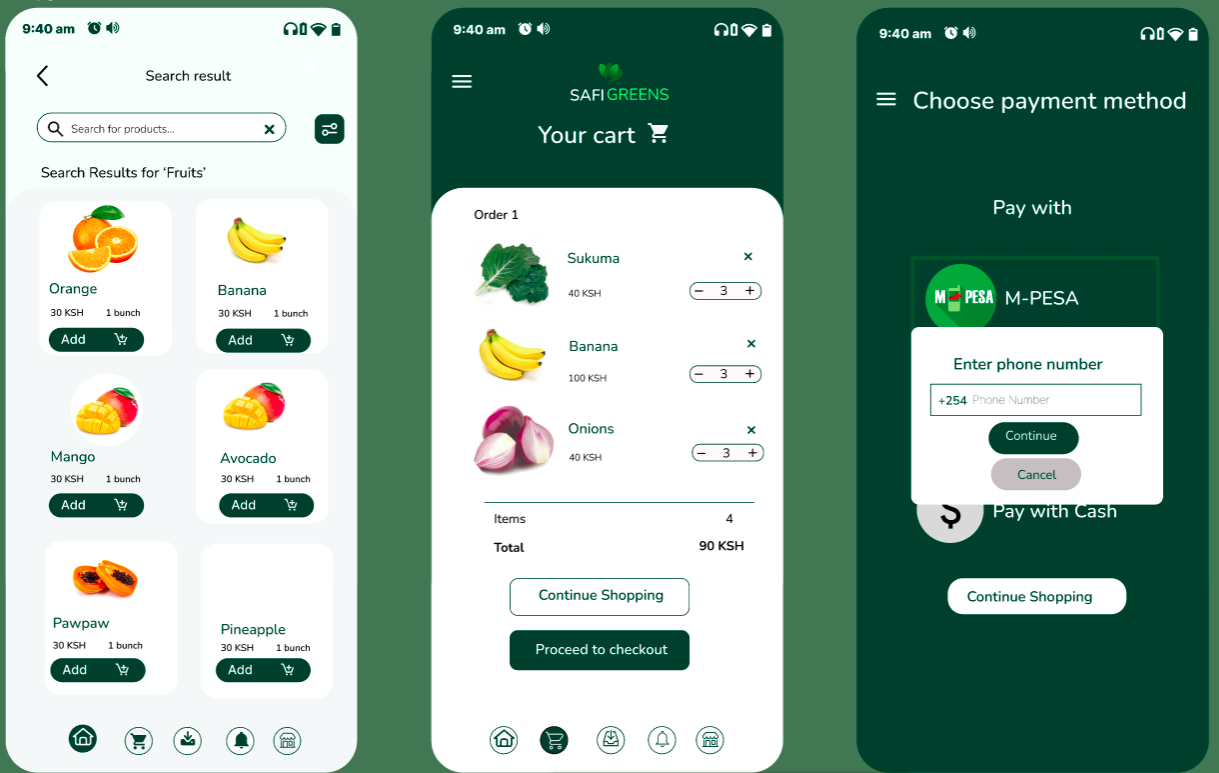 9:40 am
Search result
Search for products...
Search Results for ‘Fruits’
Orange
30 KSH 1 bunch
Add
Banana
30 KSH 1 bunch
Add
Mango
30 KSH 1 bunch
Add
Avocado
30 KSH 1 bunch
Add
Pawpaw
30 KSH 1 bunch
Add
Pineapple
30 KSH 1 bunch
Add
9:40 am
SAFI GREENS
Your cart
Order 1
Sukuma
40 KSH
− 3 +
Banana
100 KSH
− 3 +
Onions
40 KSH
− 3 +
Items 4
Total 90 KSH
Continue Shopping
Proceed to checkout
9:40 am
Choose payment method
Pay with
M-PESA M-PESA
Enter phone number
+254 Phone Number
Continue
Cancel
$ Pay with Cash
Continue Shopping